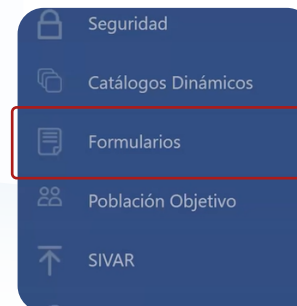 Seguridad
Catálogos Dinámicos
Formularios
Población Objetivo
SIVAR